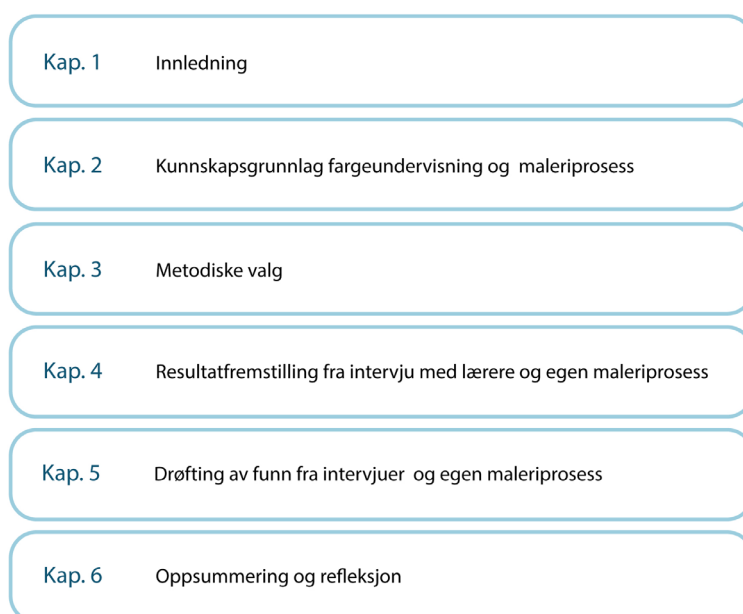 Kap. 1 Innledning
Kap. 2 Kunnskapsgrunnlag fargeundervisning og maleriprosess
Kap. 3 Metodiske valg
Kap. 4 Resultatfremstilling fra intervju med lærere og egen maleriprosess
Kap. 5 Drøfting av funn fra intervjuer og egen maleriprosess
Kap. 6 Oppsummering og refleksjon